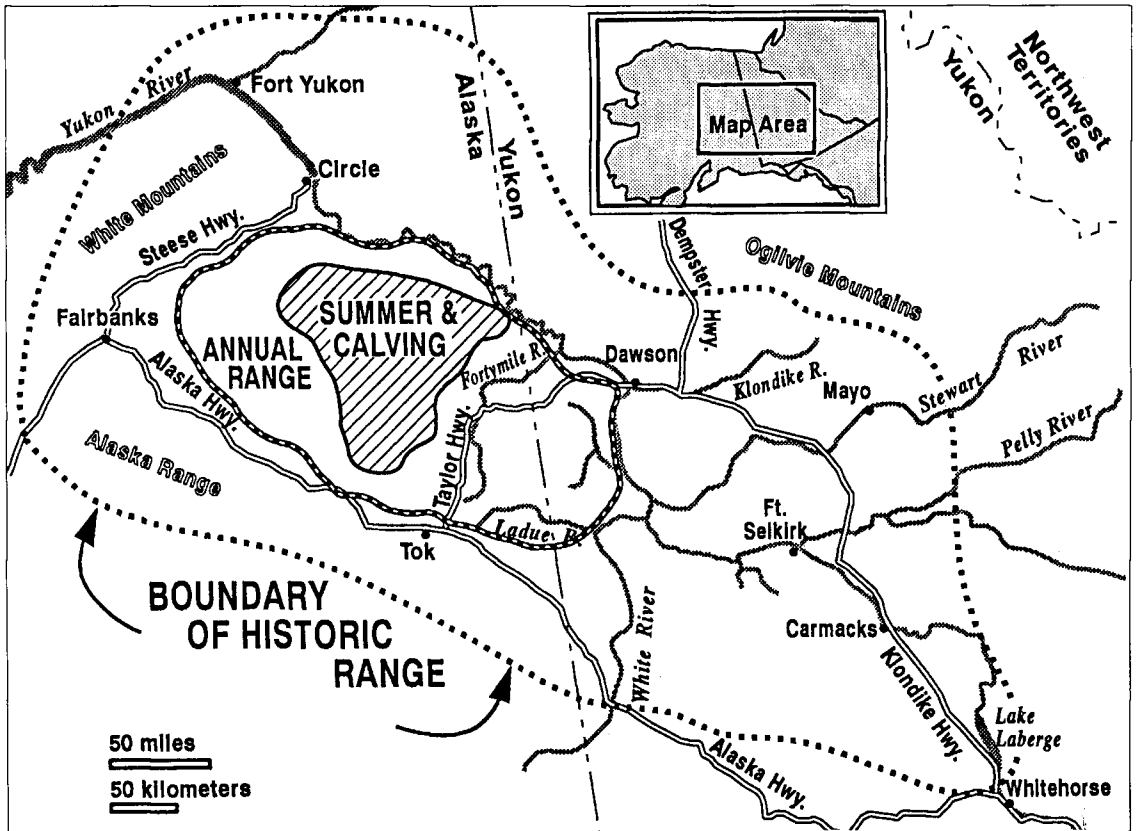 Yukon River
Fort Yukon
Circle
White Mountains
Steese Hwy.
Fairbanks
Alaska
Yukon
Map Area
Northwest
Territories
Yukon
Dempster
Hwy.
Ogilvie Mountains
SUMMER &
CALVING
ANNUAL
RANGE
Fortymile R.
Dawson
Klondike R.
Mayo
Stewart River
Pelly River
Alaska Hwy.
Alaska Range
Taylor Hwy.
Ladue R.
Tok
Ft.
Selkirk
BOUNDARY
OF HISTORIC
RANGE
White River
Carmacks
Klondike Hwy.
Lake
Laberge
Whitehorse
Alaska Hwy.
50 miles
50 kilometers